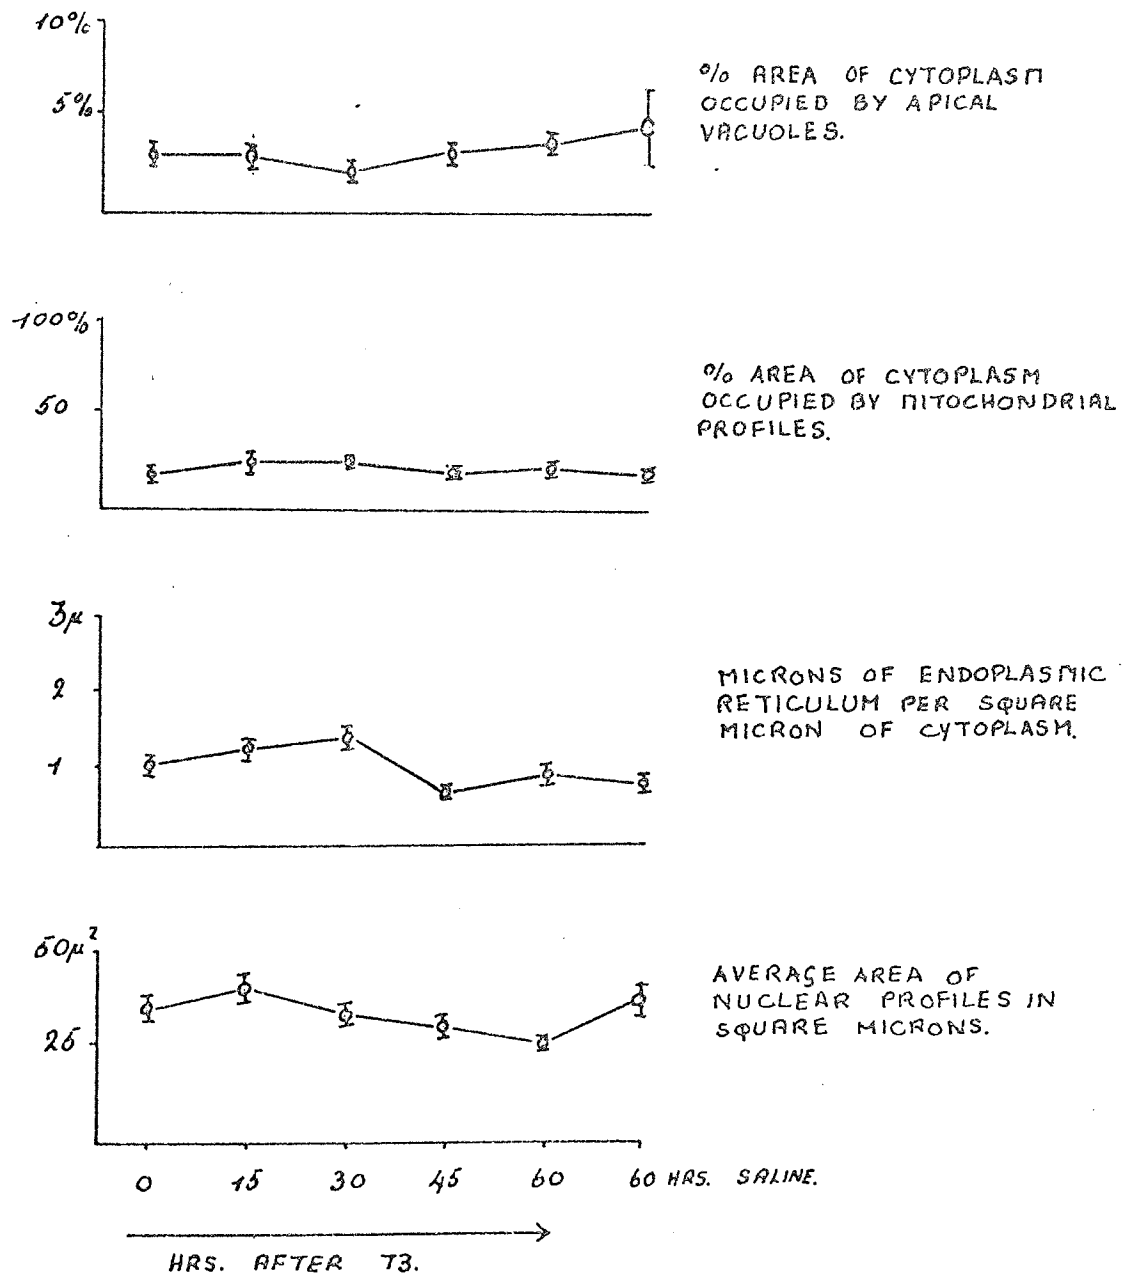 10%
5%
% AREA OF CYTOPLASM
OCCUPIED BY APICAL
VACUOLES.
100%
50
% AREA OF CYTOPLASM
OCCUPIED BY MITOCHONDRIAL
PROFILES.
3μ
2
1
MICRONS OF ENDOPLASMIC
RETICULUM PER SQUARE
MICRON OF CYTOPLASM.
50μ²
25
AVERAGE AREA OF
NUCLEAR PROFILES IN
SQUARE MICRONS.
0 15 30 45 60 60 HRS. SALINE.
HRS. AFTER T3.